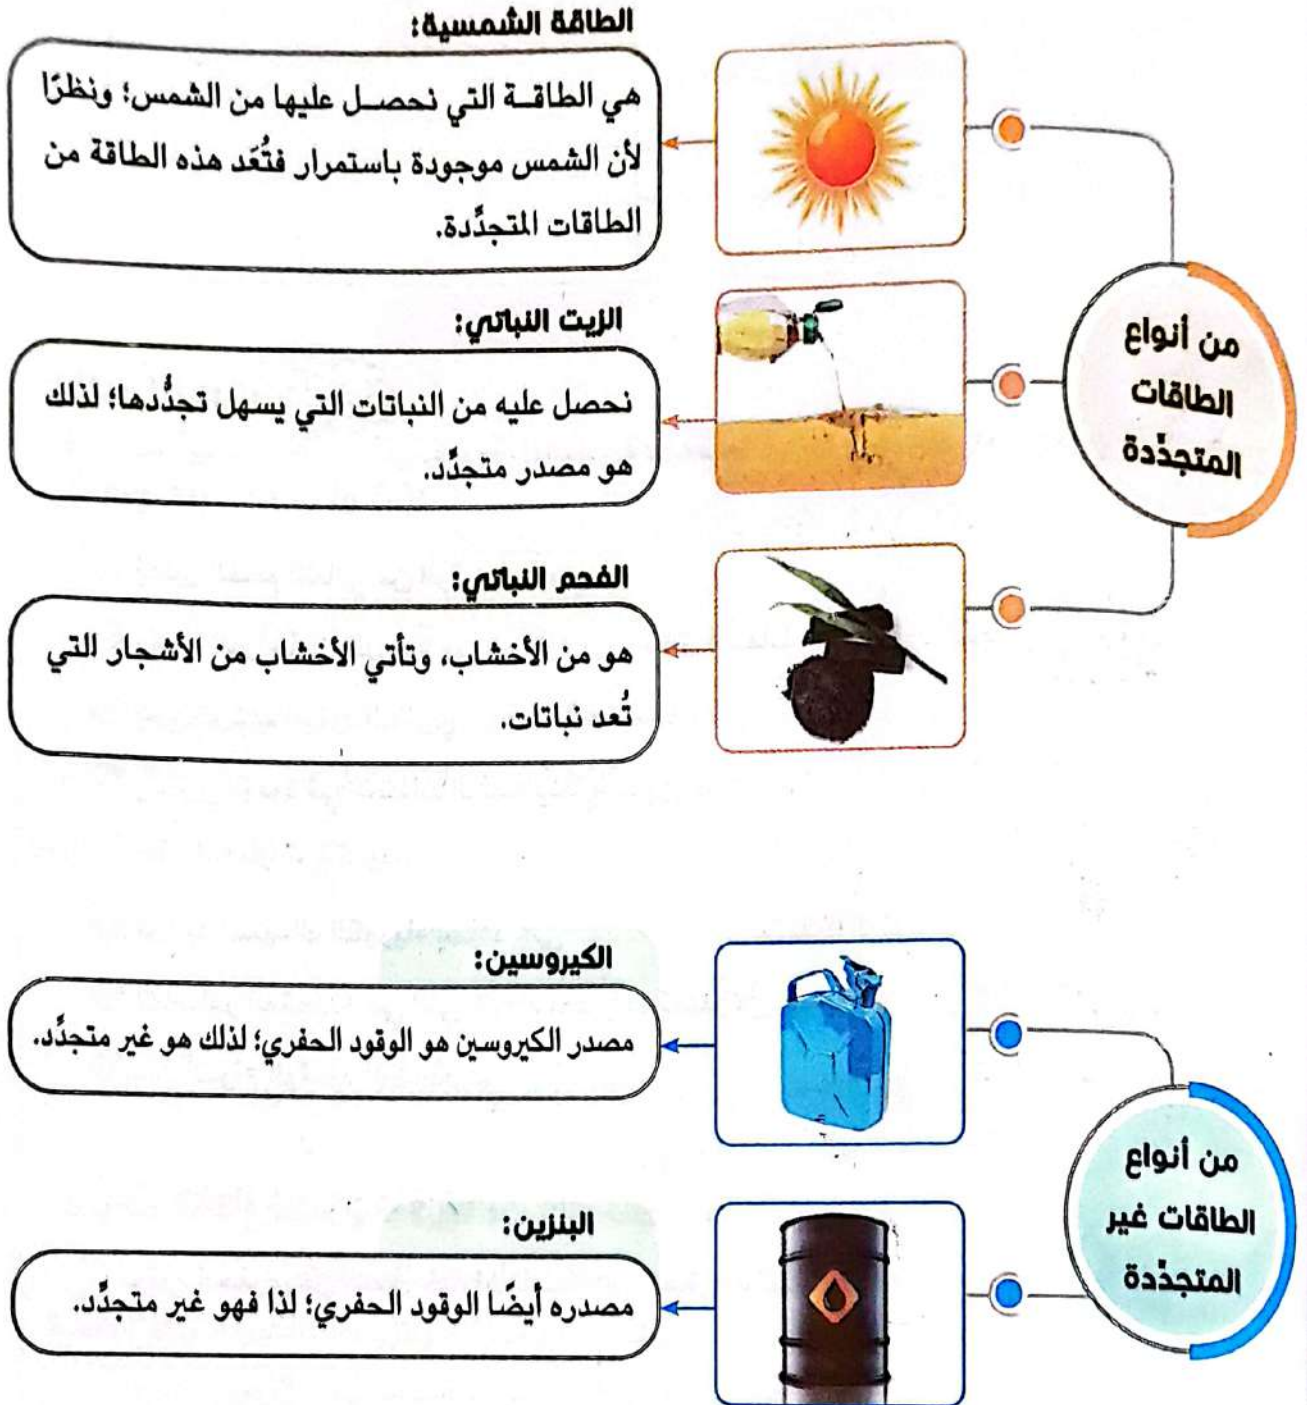 الطاقة الشمسية:
هي الطاقة التي نحصل عليها من الشمس؛ ونظرًا
لأن الشمس موجودة باستمرار فتُعَد هذه الطاقة من
الطاقات المتجدِّدة.
من أنواع
الطاقات
المتجدِّدة
الزيت النباتي:
نحصل عليه من النباتات التي يسهل تجدُّدها؛ لذلك
هو مصدر متجدِّد.
الفحم النباتي:
هو من الأخشاب، وتأتي الأخشاب من الأشجار التي
تُعد نباتات.
الكيروسين:
مصدر الكيروسين هو الوقود الحفري؛ لذلك هو غير متجدِّد.
من أنواع
الطاقات غير
المتجدِّدة
البنزين:
مصدره أيضًا الوقود الحفري؛ لذا فهو غير متجدِّد.